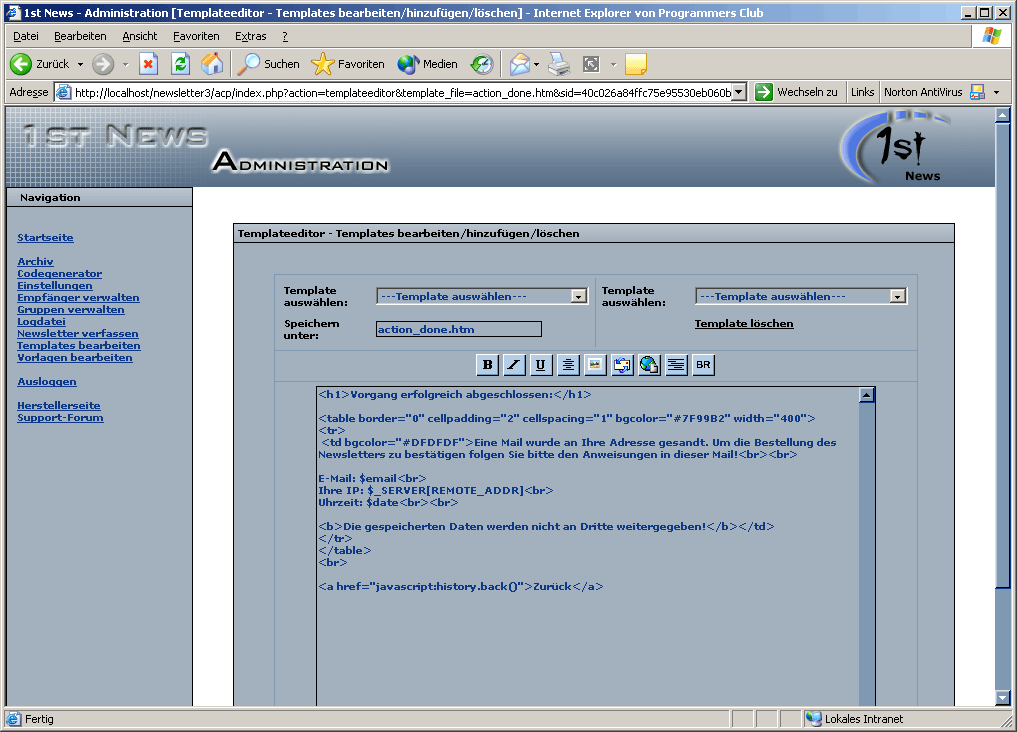 1st News - Administration [Templateeditor - Templates bearbeiten/hinzufügen/löschen] - Internet Explorer von Programmers Club
Datei Bearbeiten Ansicht Favoriten Extras ?
Zurück Suchen Favoriten Medien
Adresse http://localhost/newsletter3/acp/index.php?action=templateeditor&template_file=action_done.htm&sid=40c026a84ffc75e95530eb060b Wechseln zu Links Norton AntiVirus
1st News
Administration
1st
News
Navigation
Startseite
Archiv
Codegenerator
Einstellungen
Empfänger verwalten
Gruppen verwalten
Logdatei
Newsletter verfassen
Templates bearbeiten
Vorlagen bearbeiten
Ausloggen
Herstellerseite
Support-Forum
Templateeditor - Templates bearbeiten/hinzufügen/löschen
Template auswählen: ---Template auswählen---
Speichern unter: action_done.htm
Template auswählen: ---Template auswählen---
Template löschen
B I U BR
<h1>Vorgang erfolgreich abgeschlossen:</h1>
<table border="0" cellpadding="2" cellspacing="1" bgcolor="#7F99B2" width="400">
<tr>
<td bgcolor="#DFDFDF">Eine Mail wurde an Ihre Adresse gesandt. Um die Bestellung des
Newsletters zu bestätigen folgen Sie bitte den Anweisungen in dieser Mail!<br><br>
E-Mail: $email<br>
Ihre IP: $_SERVER[REMOTE_ADDR]<br>
Uhrzeit: $date<br><br>
<b>Die gespeicherten Daten werden nicht an Dritte weitergegeben!</b></td>
</tr>
</table>
<br>
<a href="javascript:history.back()">Zurück</a>
Fertig Lokales Intranet